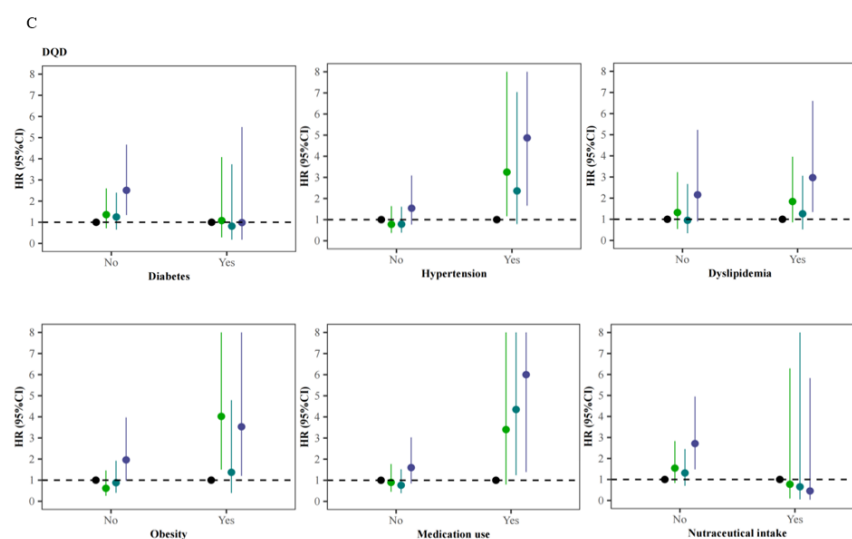 C
DQD
HR (95%CI)
8
7
6
5
4
3
2
1
0
No Yes
Diabetes
HR (95%CI)
8
7
6
5
4
3
2
1
0
No Yes
Hypertension
HR (95%CI)
8
7
6
5
4
3
2
1
0
No Yes
Dyslipidemia
HR (95%CI)
8
7
6
5
4
3
2
1
0
No Yes
Obesity
HR (95%CI)
8
7
6
5
4
3
2
1
0
No Yes
Medication use
HR (95%CI)
8
7
6
5
4
3
2
1
0
No Yes
Nutraceutical intake